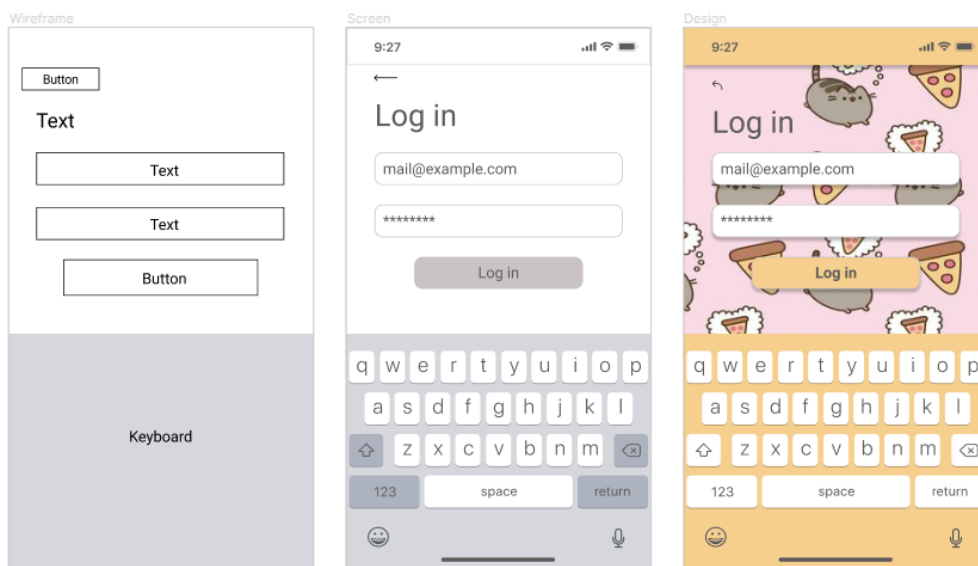 Wireframe
Button
Text
Text
Text
Button
Keyboard
Screen
9:27
Log in
mail@example.com
********
Log in
q w e r t y u i o p
a s d f g h j k l
z x c v b n m
123 space return
Design
9:27
Log in
mail@example.com
********
Log in
q w e r t y u i o p
a s d f g h j k l
z x c v b n m
123 space return